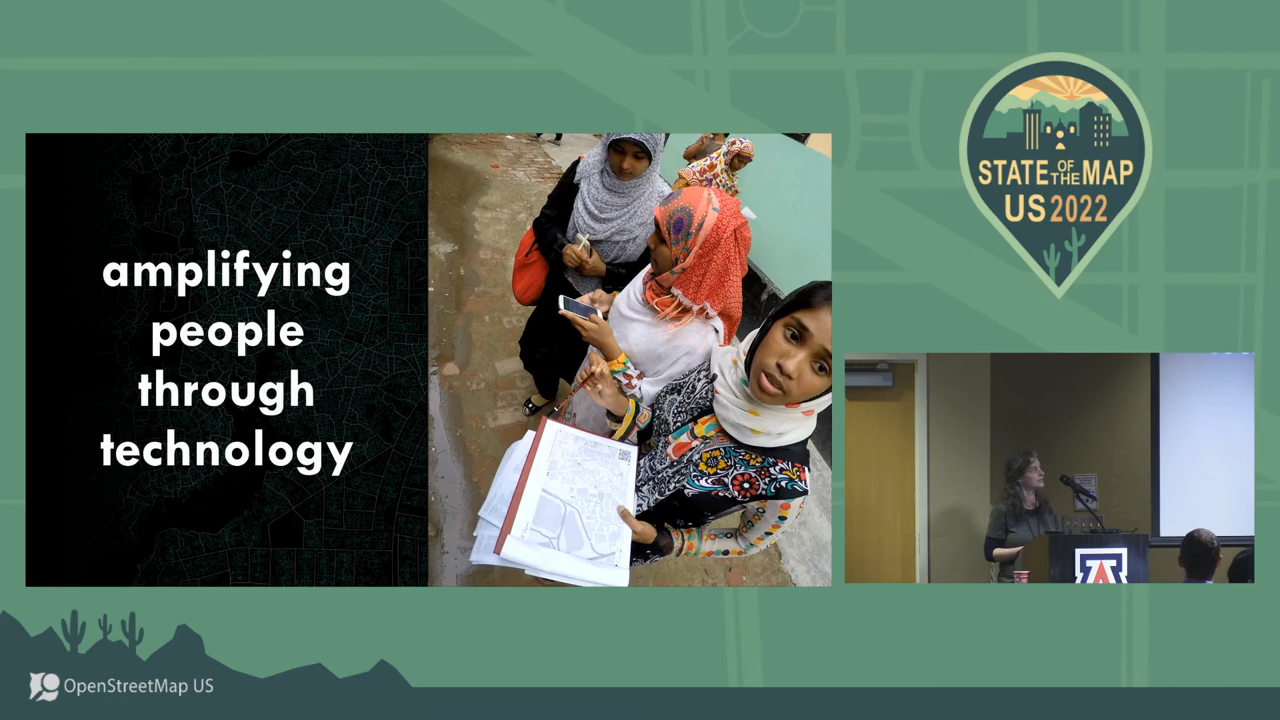 amplifying
people
through
technology
STATE OF THE MAP
US 2022
A
OpenStreetMap US